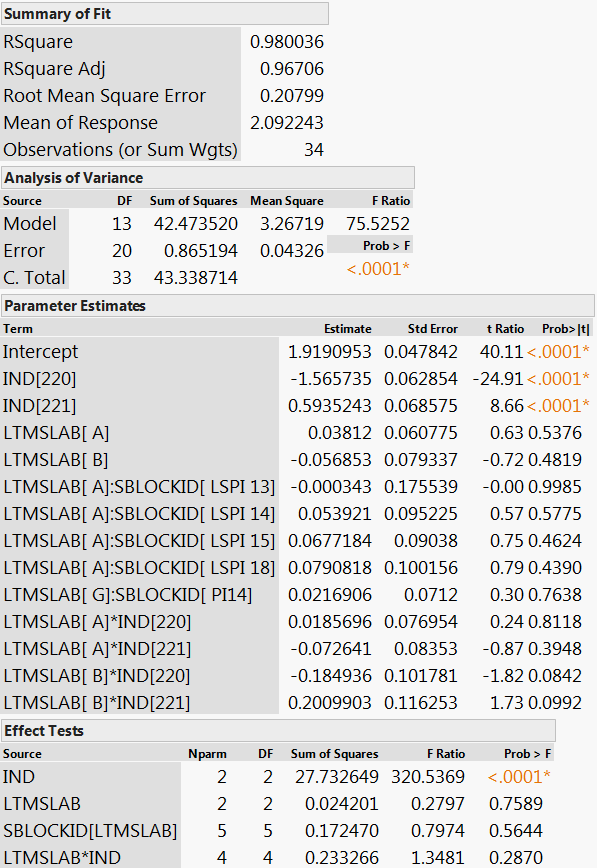 Summary of Fit
RSquare 0.980036
RSquare Adj 0.96706
Root Mean Square Error 0.20799
Mean of Response 2.092243
Observations (or Sum Wgts) 34
Analysis of Variance
Source DF Sum of Squares Mean Square F Ratio
Model 13 42.473520 3.26719 75.5252
Error 20 0.865194 0.04326 Prob > F
C. Total 33 43.338714 <.0001*
Parameter Estimates
Term Estimate Std Error t Ratio Prob>|t|
Intercept 1.9190953 0.047842 40.11 <.0001*
IND[220] -1.565735 0.062854 -24.91 <.0001*
IND[221] 0.5935243 0.068575 8.66 <.0001*
LTMSLAB[ A] 0.03812 0.060775 0.63 0.5376
LTMSLAB[ B] -0.056853 0.079337 -0.72 0.4819
LTMSLAB[ A]:SBLOCKID[ LSPI 13] -0.000343 0.175539 -0.00 0.9985
LTMSLAB[ A]:SBLOCKID[ LSPI 14] 0.053921 0.095225 0.57 0.5775
LTMSLAB[ A]:SBLOCKID[ LSPI 15] 0.0677184 0.09038 0.75 0.4624
LTMSLAB[ A]:SBLOCKID[ LSPI 18] 0.0790818 0.100156 0.79 0.4390
LTMSLAB[ G]:SBLOCKID[ PI14] 0.0216906 0.0712 0.30 0.7638
LTMSLAB[ A]*IND[220] 0.0185696 0.076954 0.24 0.8118
LTMSLAB[ A]*IND[221] -0.072641 0.08353 -0.87 0.3948
LTMSLAB[ B]*IND[220] -0.184936 0.101781 -1.82 0.0842
LTMSLAB[ B]*IND[221] 0.2009903 0.116253 1.73 0.0992
Effect Tests
Source Nparm DF Sum of Squares F Ratio Prob > F
IND 2 2 27.732649 320.5369 <.0001*
LTMSLAB 2 2 0.024201 0.2797 0.7589
SBLOCKID[LTMSLAB] 5 5 0.172470 0.7974 0.5644
LTMSLAB*IND 4 4 0.233266 1.3481 0.2870